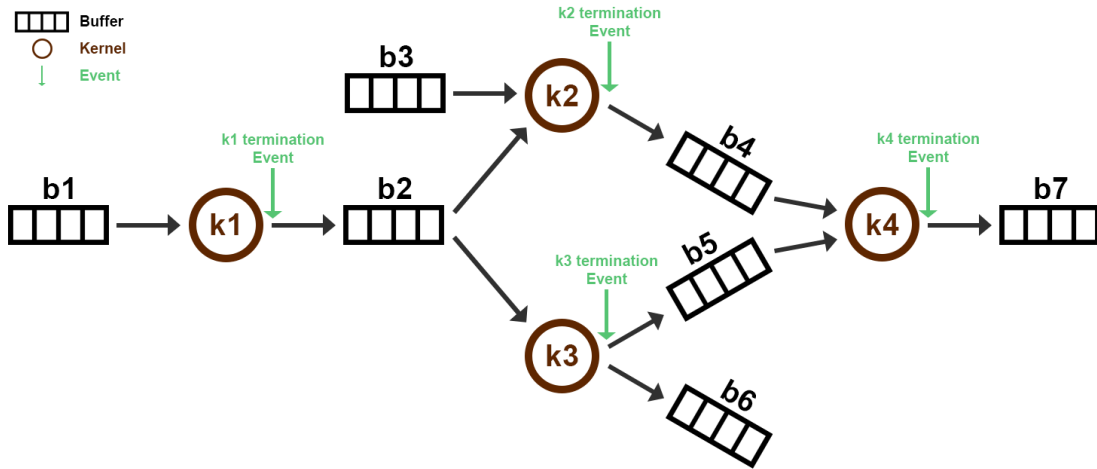 Buffer
Kernel
Event
k2 termination
Event
b3
k2
k1 termination
Event
b4
k4 termination
Event
b1
k1
b2
k4
b7
k3 termination
Event
b5
k3
b6